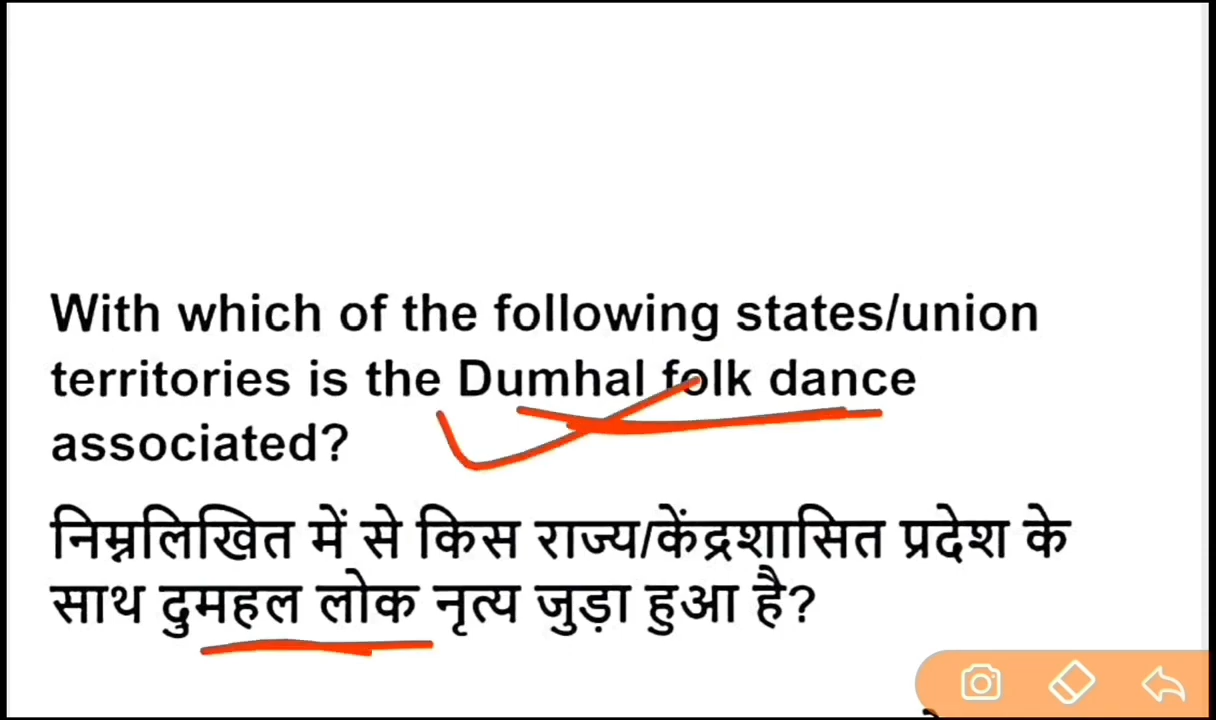 With which of the following states/union
territories is the Dumhal folk dance
associated?
निम्नलिखित में से किस राज्य/केंद्रशासित प्रदेश के
साथ दुमहल लोक नृत्य जुड़ा हुआ है?